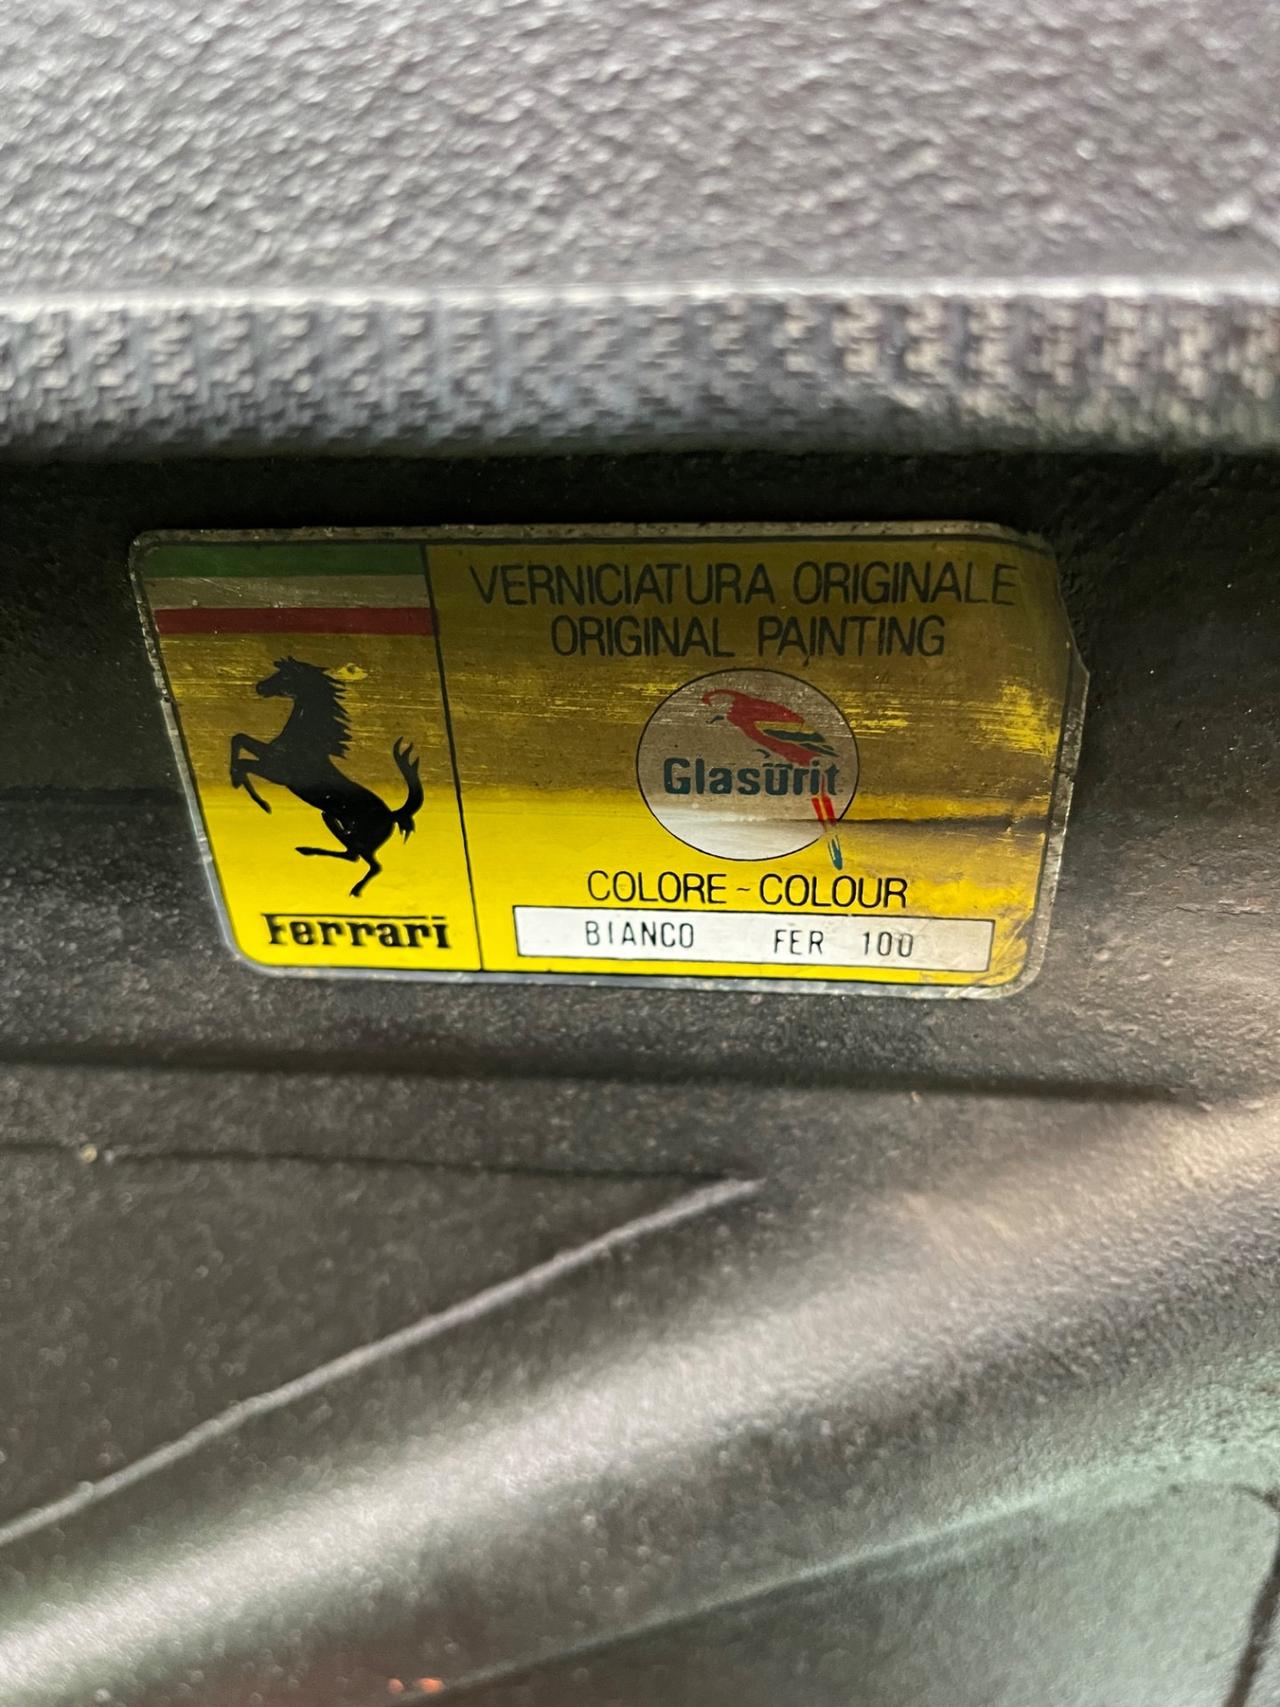 VERNICIATURA ORIGINALE
ORIGINAL PAINTING
Glasurit
COLORE - COLOUR
BIANCO FER 100
Ferrari